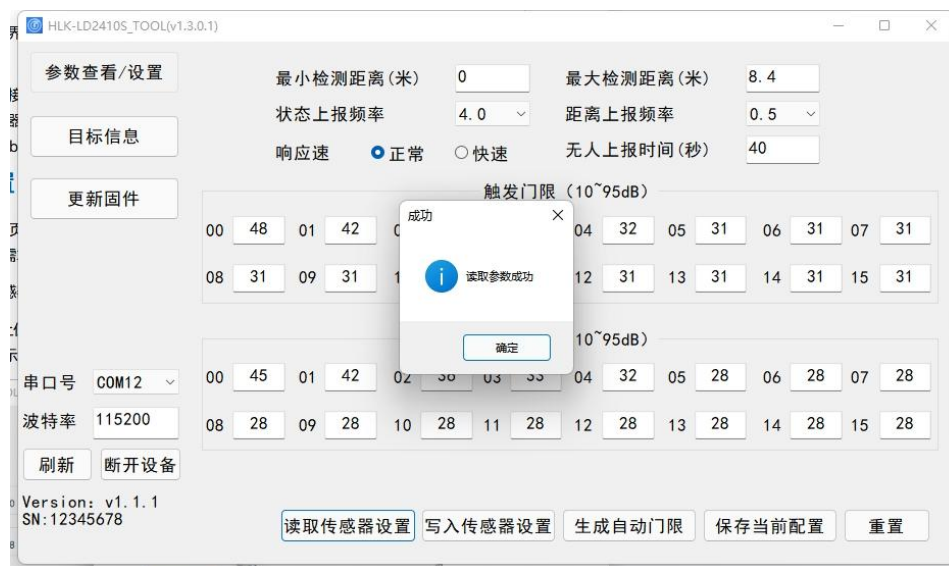 HLK-LD2410S_TOOL(v1.3.0.1)
参数查看/设置
目标信息
更新固件
最小检测距离(米) 0 最大检测距离(米) 8.4
状态上报频率 4.0 距离上报频率 0.5
响应速 正常 快速 无人上报时间(秒) 40
触发门限(10~95dB)
00 48 01 42 04 32 05 31 06 31 07 31
08 31 09 31 12 31 13 31 14 31 15 31
成功
读取参数成功
确定
10~95dB)
00 45 01 42 02 36 03 33 04 32 05 28 06 28 07 28
08 28 09 28 10 28 11 28 12 28 13 28 14 28 15 28
串口号 COM12
波特率 115200
刷新 断开设备
Version: v1.1.1
SN:12345678
读取传感器设置 写入传感器设置 生成自动门限 保存当前配置 重置